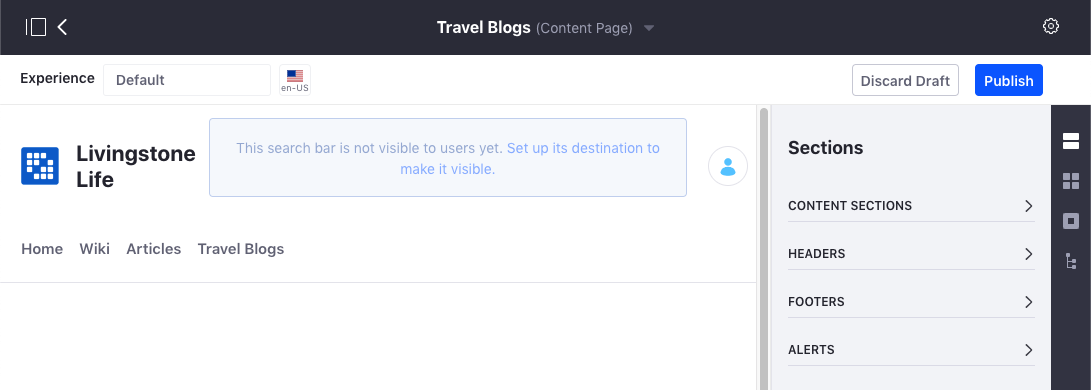 Travel Blogs (Content Page)
Experience Default en-US Discard Draft Publish
Livingstone Life
This search bar is not visible to users yet. Set up its destination to
make it visible.
Home Wiki Articles Travel Blogs
Sections
CONTENT SECTIONS
HEADERS
FOOTERS
ALERTS